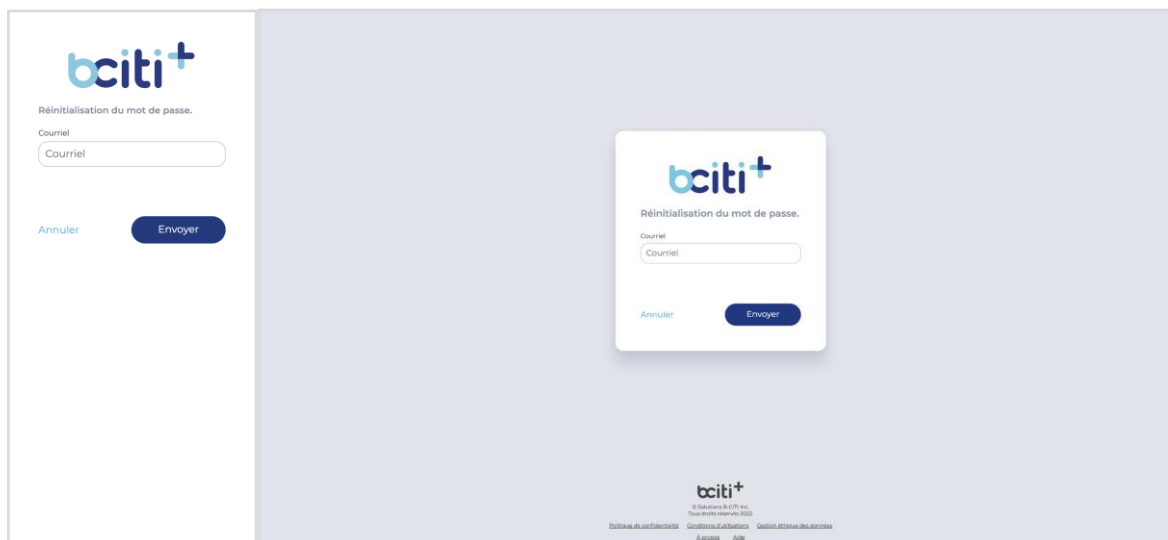 bciti+
Réinitialisation du mot de passe.
Courriel
Courriel
Annuler Envoyer
bciti+
Réinitialisation du mot de passe.
Courriel
Courriel
Annuler Envoyer
bciti+
© Solutions B-CITI inc.
Tous droits réservés 2022.
Politique de confidentialité Conditions d'utilisations Gestion éthique des données
À propos Aide